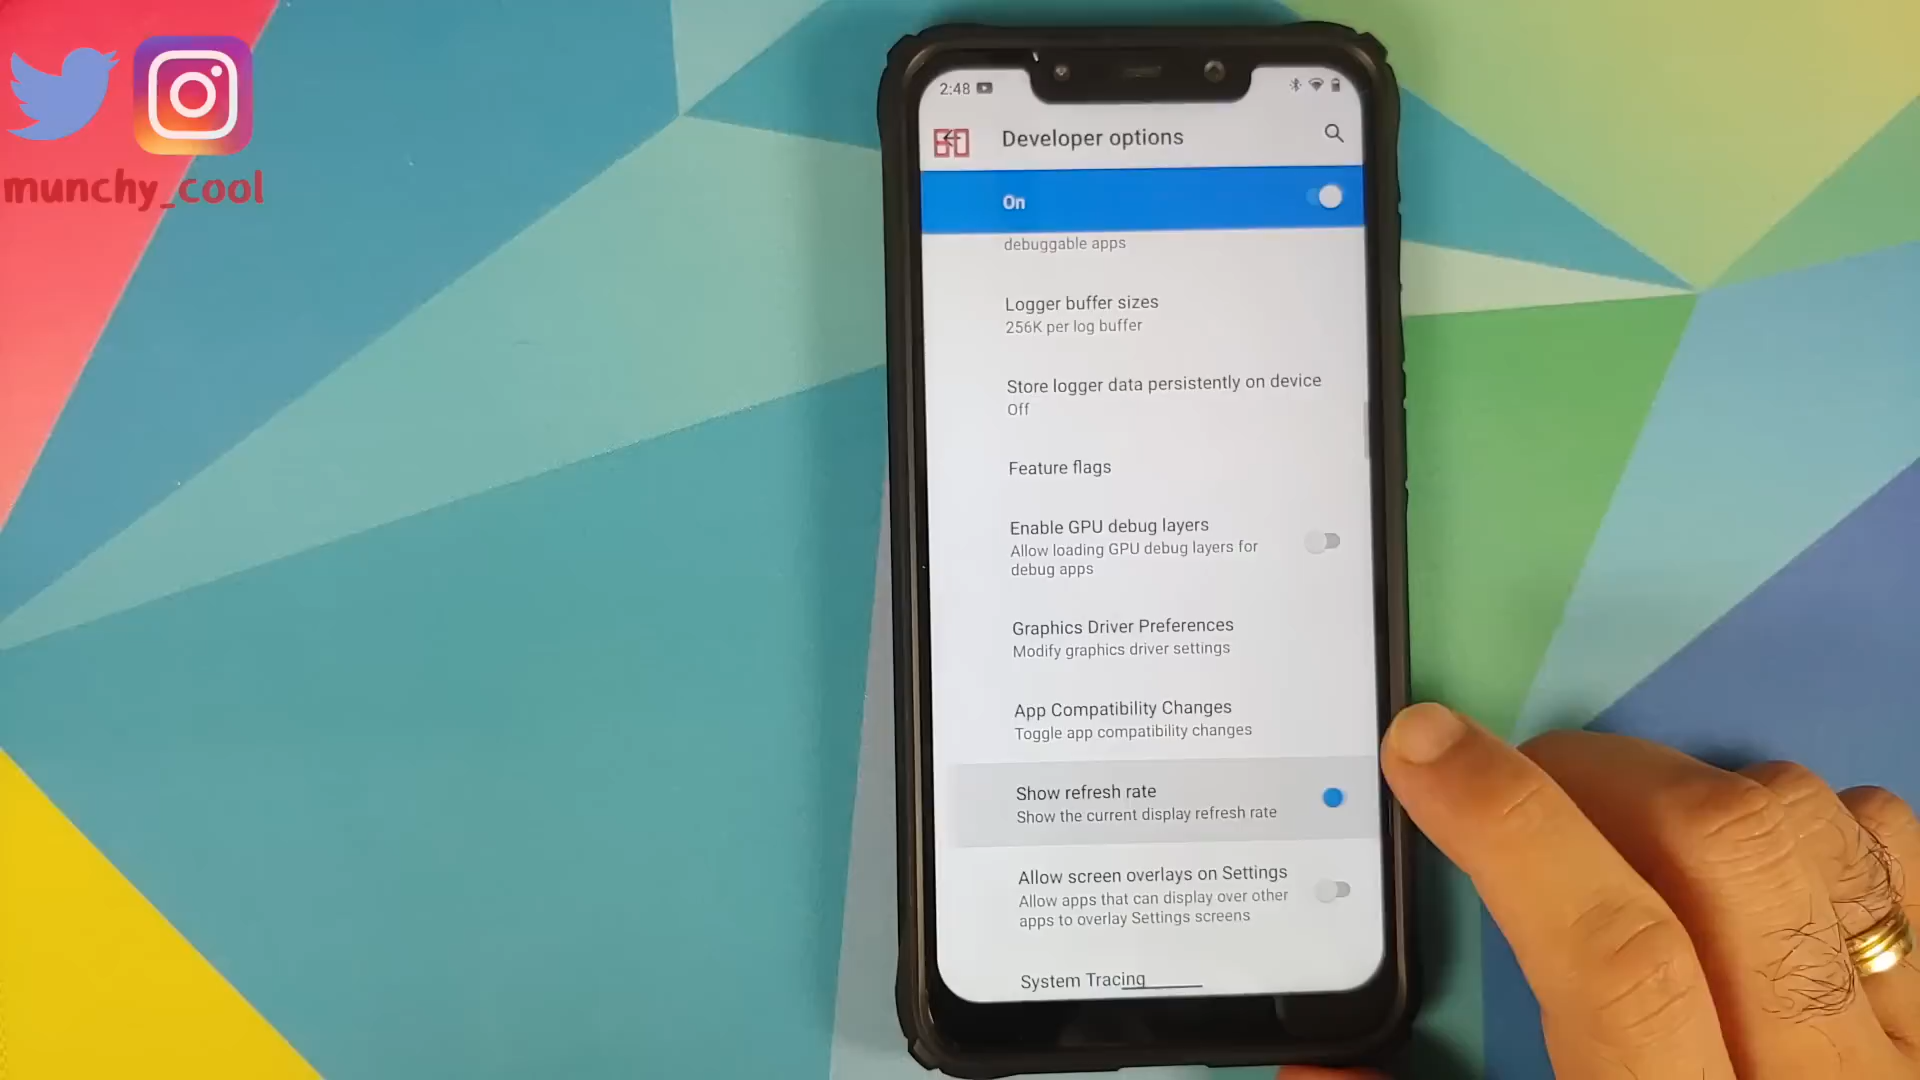 munchy_cool
2:48
60
Developer options
On
debuggable apps
Logger buffer sizes
256K per log buffer
Store logger data persistently on device
Off
Feature flags
Enable GPU debug layers
Allow loading GPU debug layers for
debug apps
Graphics Driver Preferences
Modify graphics driver settings
App Compatibility Changes
Toggle app compatibility changes
Show refresh rate
Show the current display refresh rate
Allow screen overlays on Settings
Allow apps that can display over other
apps to overlay Settings screens
System Tracing